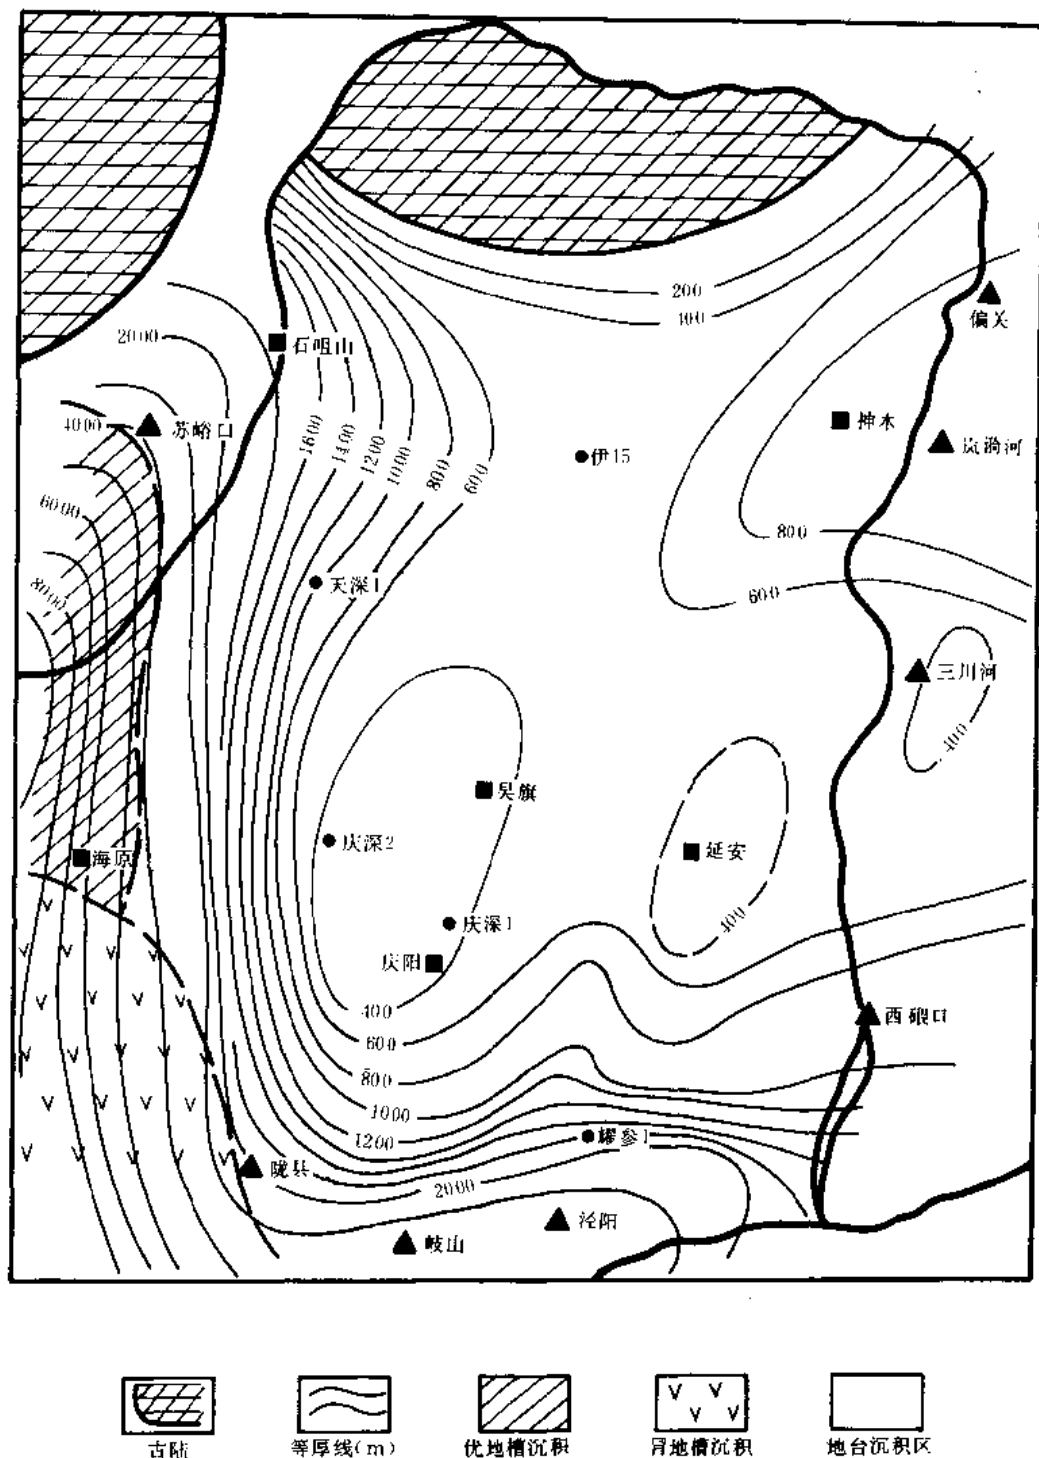 200
400
偏关
2000
石咀山
4000
苏峪口
神木
岚漪河
1600
1400
1200
1000
800
600
伊15
6000
800
8000
天深1
600
三川河
400
吴旗
庆深2
延安
海原
庆深1
400
庆阳
400
西硙口
600
800
1000
1200
耀参1
陇县
2000
泾阳
岐山
古陆
等厚线(m)
优地槽沉积
冒地槽沉积
地台沉积区